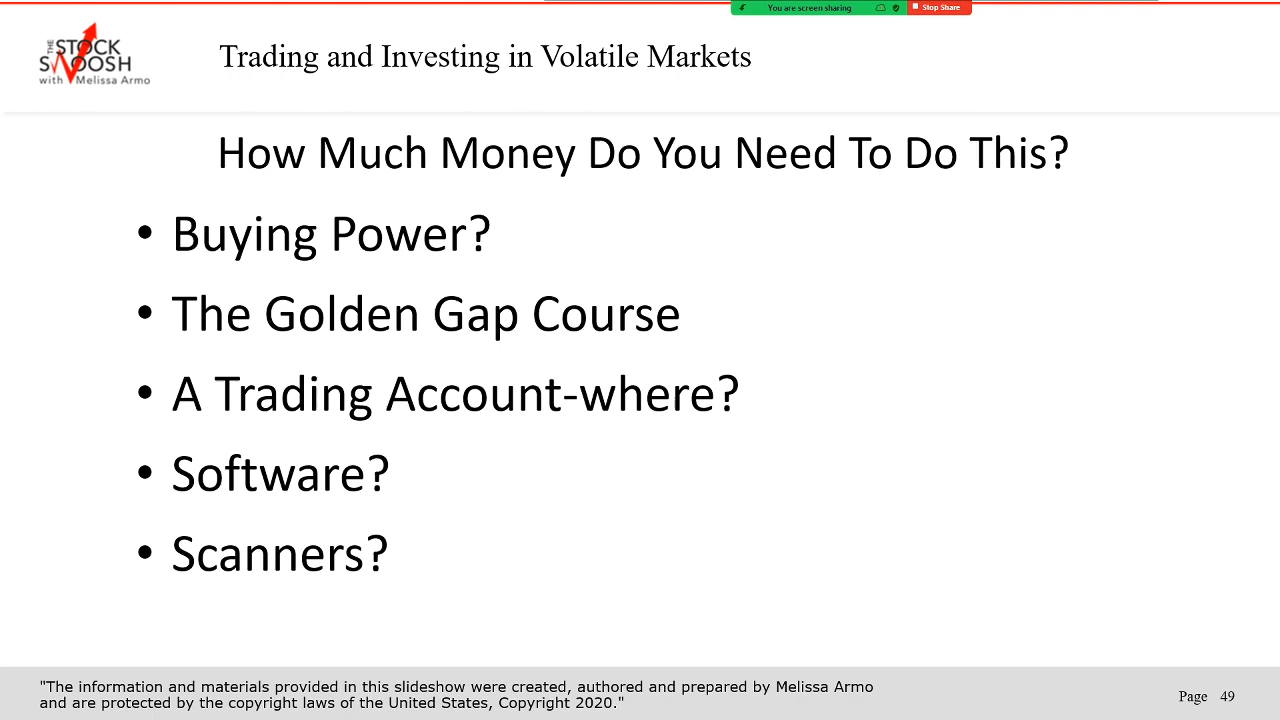 You are screen sharing
Stop Share
THE
STOCK
SWOOSH
with Melissa Armo
Trading and Investing in Volatile Markets
How Much Money Do You Need To Do This?
• Buying Power?
• The Golden Gap Course
• A Trading Account-where?
• Software?
• Scanners?
"The information and materials provided in this slideshow were created, authored and prepared by Melissa Armo
and are protected by the copyright laws of the United States, Copyright 2020."
Page 49